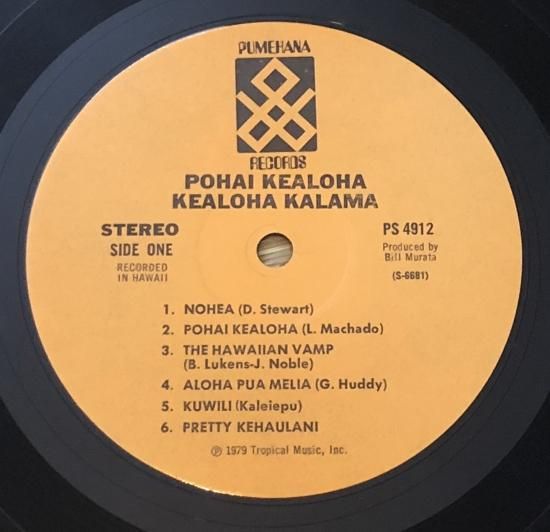 PUMEHANA
RECORDS
POHAI KEALOHA
KEALOHA KALAMA
STEREO
SIDE ONE
RECORDED
IN HAWAII
PS 4912
Produced by
Bill Murata
(S-6681)
1. NOHEA (D. Stewart)
2. POHAI KEALOHA (L. Machado)
3. THE HAWAIIAN VAMP
(B. Lukens-J. Noble)
4. ALOHA PUA MELIA (G. Huddy)
5. KUWILI (Kaleiepu)
6. PRETTY KEHAULANI
℗ 1979 Tropical Music, Inc.